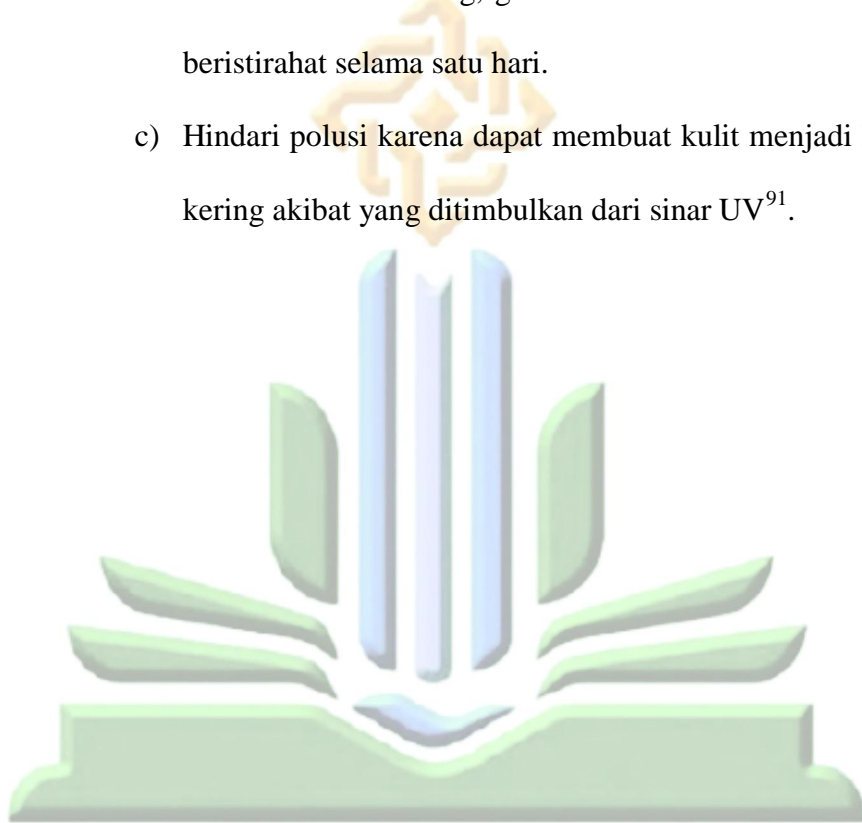 beristirahat selama satu hari.
c) Hindari polusi karena dapat membuat kulit menjadi
kering akibat yang ditimbulkan dari sinar UV⁹¹.